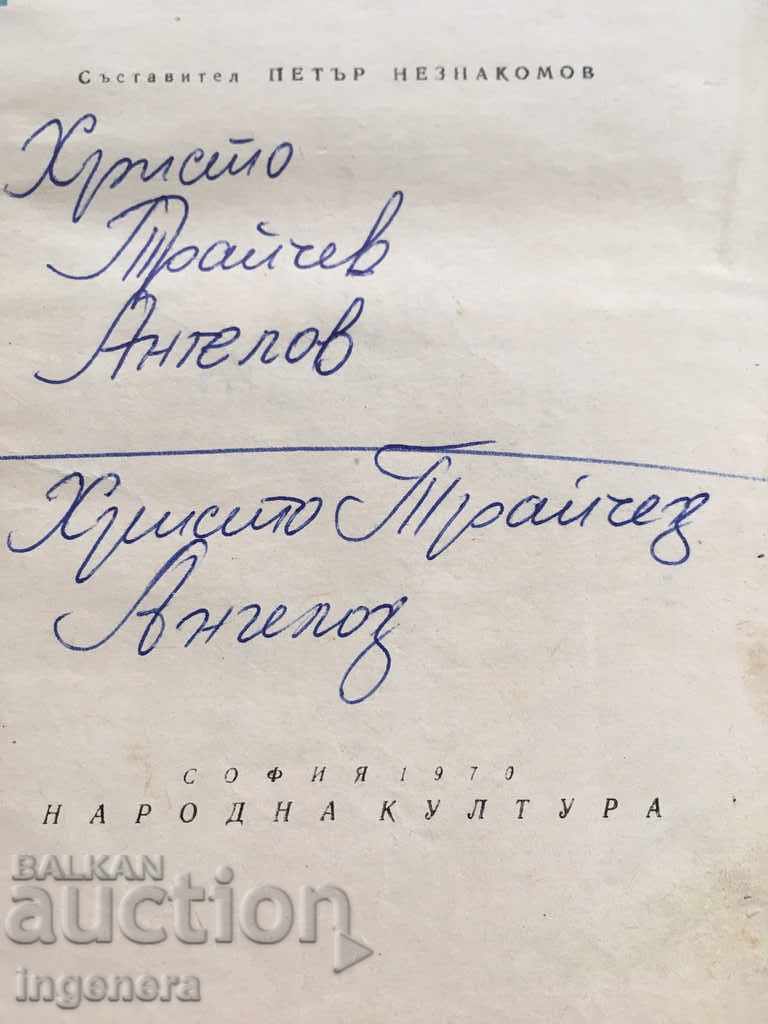 Съставител ПЕТЪР НЕЗНАКОМОВ
Христо
Трайчев
Ангелов
Христо Трайчев
Ангелов
СОФИЯ 1970
НАРОДНА КУЛТУРА
BALKAN
auction
ingenera